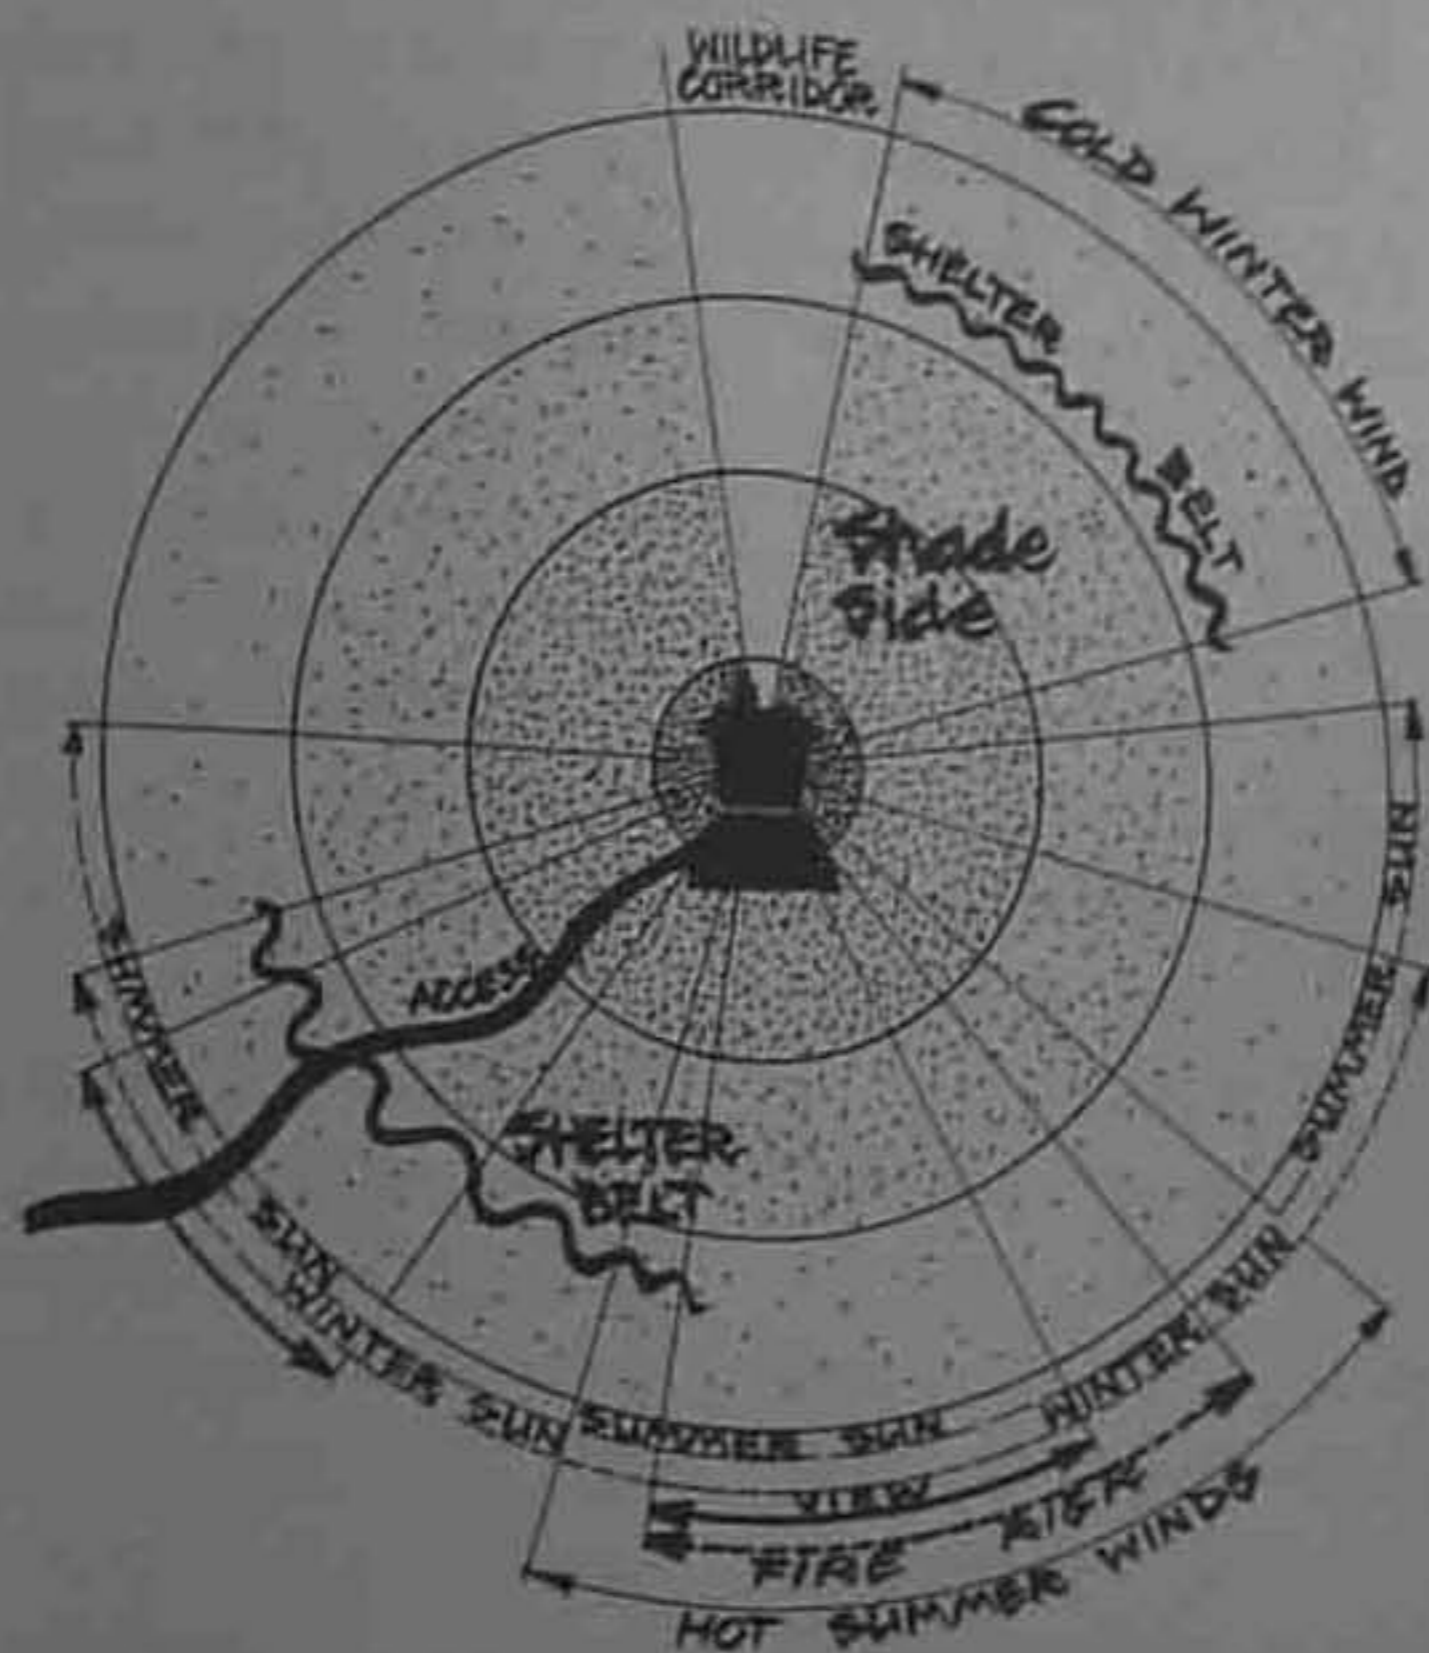 WILDLIFE
CORRIDOR
COLD WINTER WIND
SHELTER BELT
Shade
Side
SUN
SUMMER
ACCESS
SUMMER
SHELTER
BELT
SUN
WINTER SUN
SUMMER SUN
WINTER SUN
VIEW
FIRE
HOT SUMMER WINDS